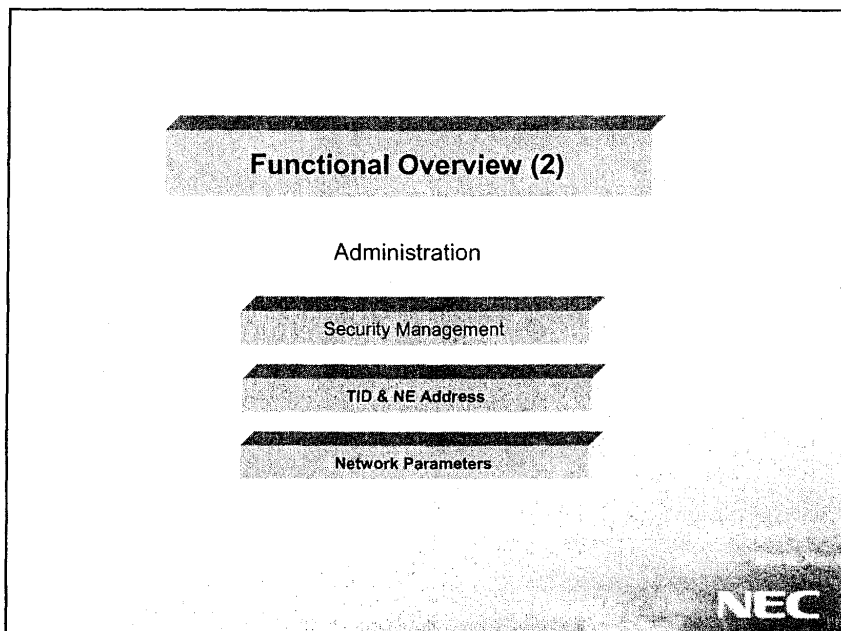 Functional Overview (2)
Administration
Security Management
TID & NE Address
Network Parameters
NEC